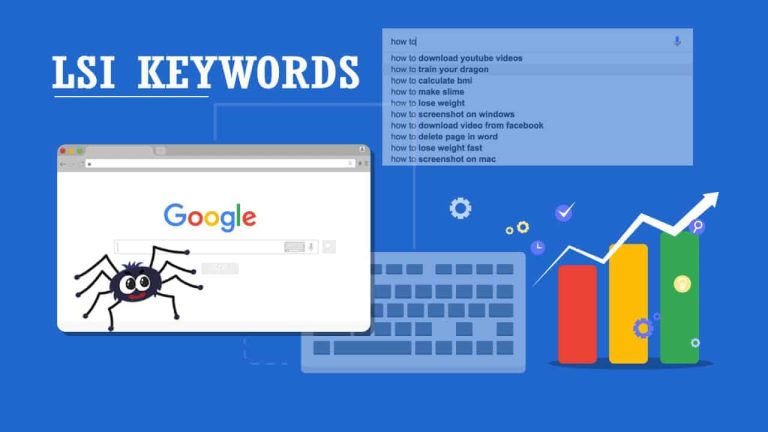 LSI KEYWORDS
how to
how to download youtube videos
how to train your dragon
how to calculate bmi
how to make slime
how to lose weight
how to screenshot on windows
how to download video from facebook
how to delete page in word
how to lose weight fast
how to screenshot on mac
Google